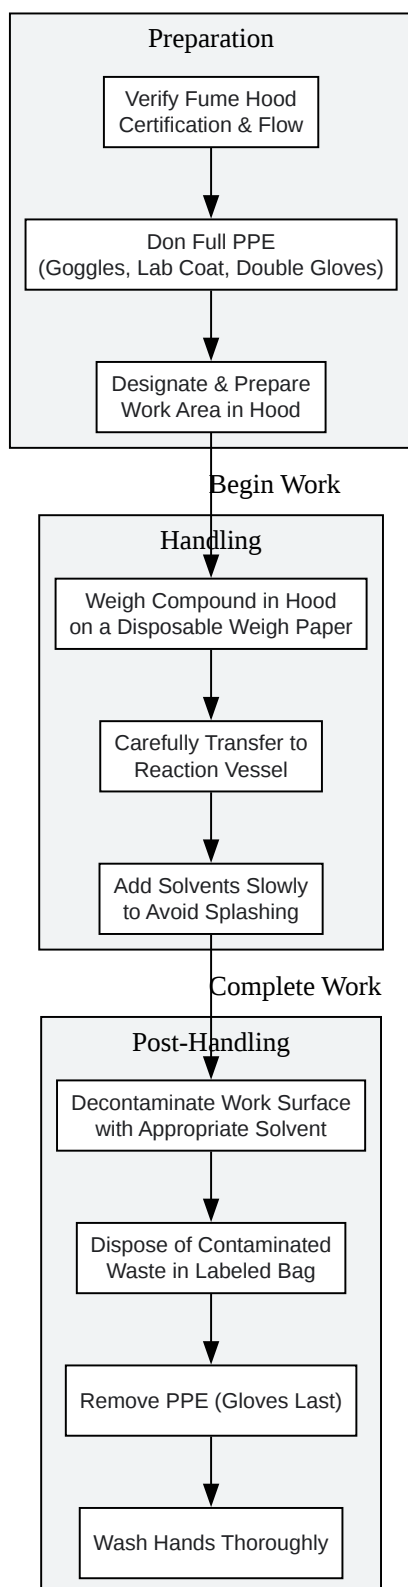 Preparation
Verify Fume Hood
Certification & Flow
Don Full PPE
(Goggles, Lab Coat, Double Gloves)
Designate & Prepare
Work Area in Hood
Begin Work
Handling
Weigh Compound in Hood
on a Disposable Weigh Paper
Carefully Transfer to
Reaction Vessel
Add Solvents Slowly
to Avoid Splashing
Complete Work
Post-Handling
Decontaminate Work Surface
with Appropriate Solvent
Dispose of Contaminated
Waste in Labeled Bag
Remove PPE (Gloves Last)
Wash Hands Thoroughly